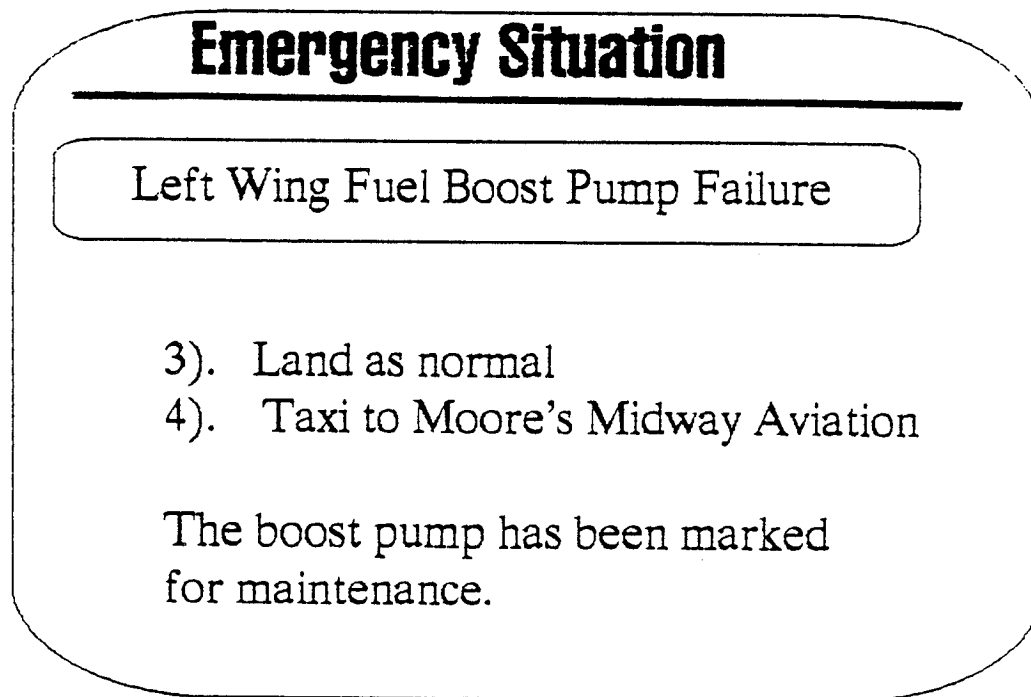 Emergency Situation
Left Wing Fuel Boost Pump Failure
3). Land as normal
4). Taxi to Moore's Midway Aviation
The boost pump has been marked
for maintenance.